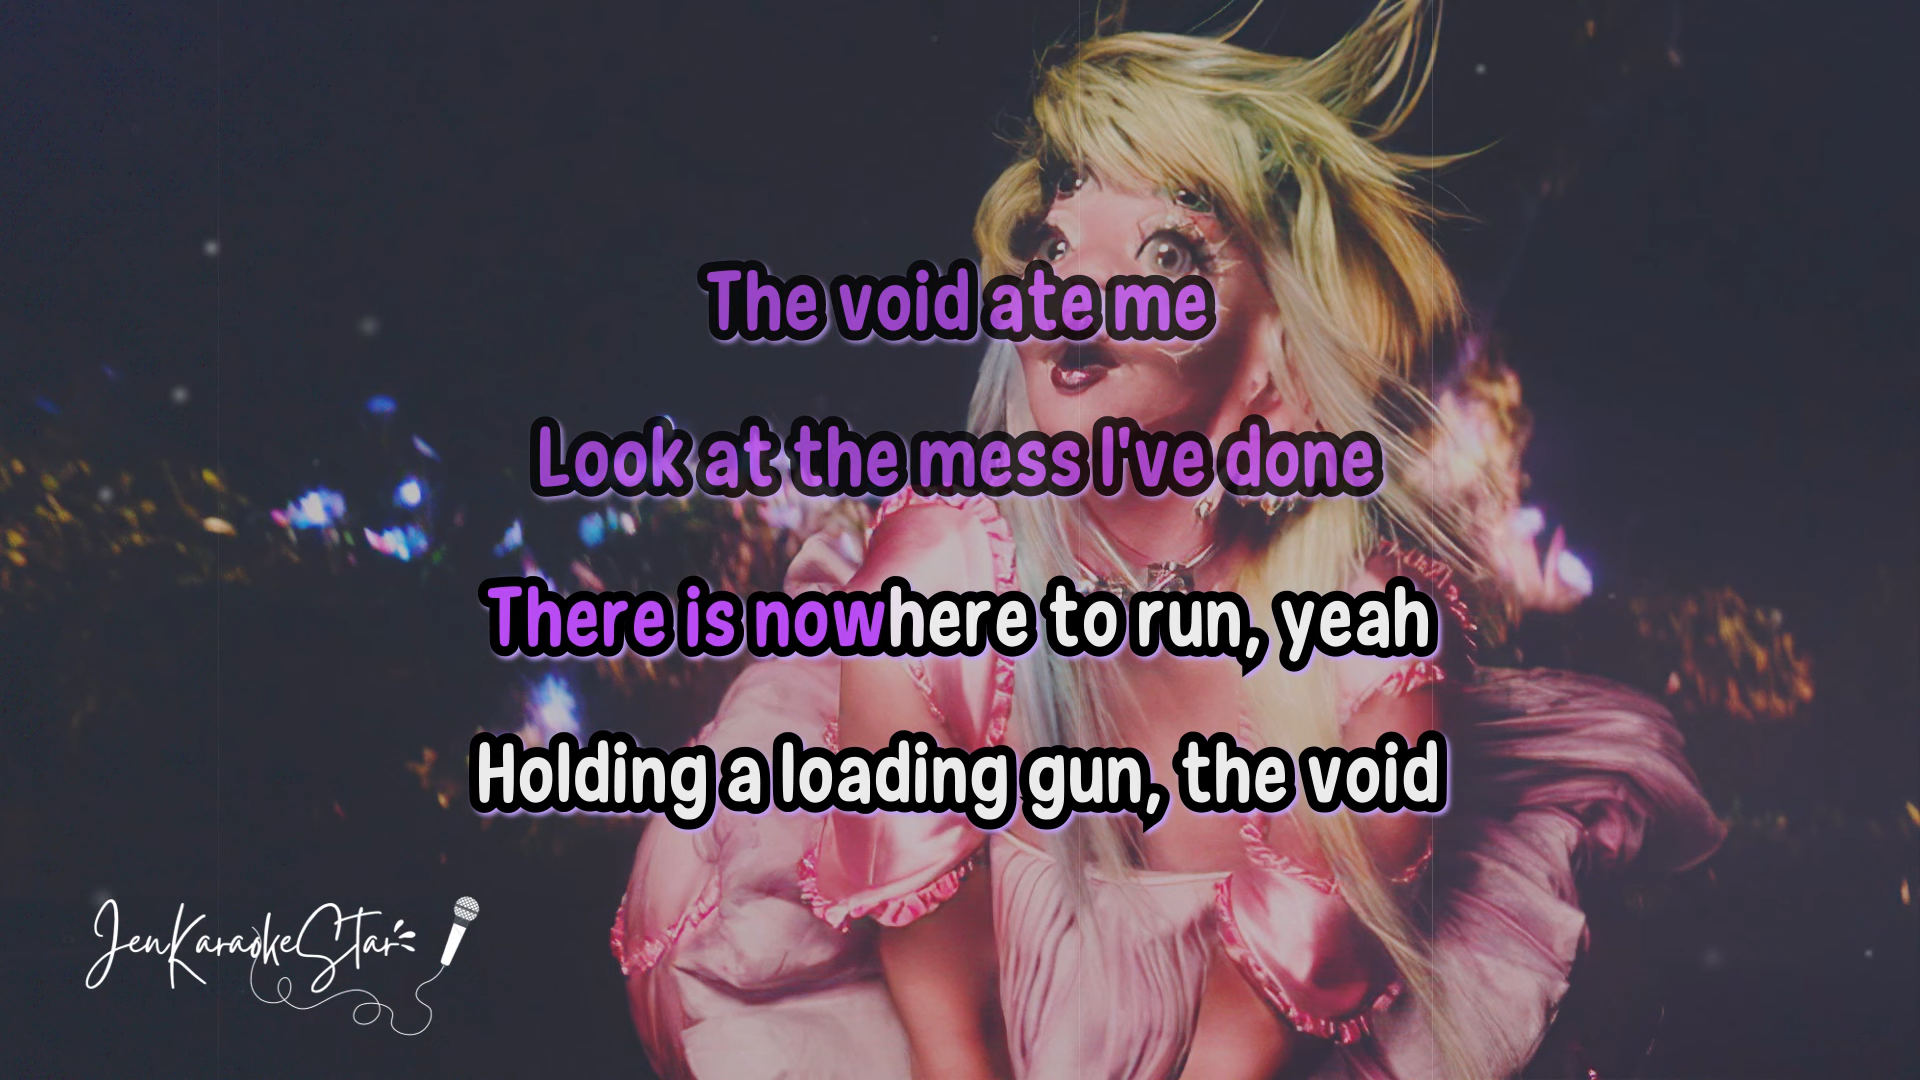 The void ate me
Look at the mess I've done
There is nowhere to run, yeah
Holding a loading gun, the void
JenKaraokeStar